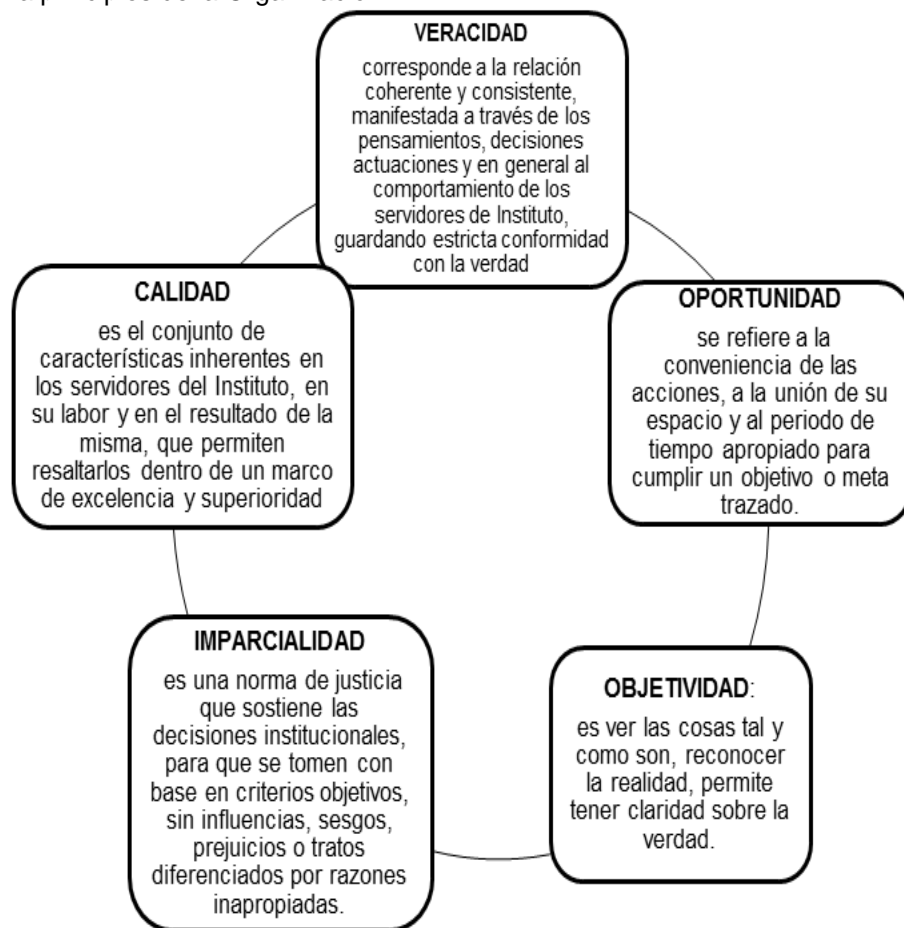 VERACIDAD
corresponde a la relación
coherente y consistente,
manifestada a través de los
pensamientos, decisiones
actuaciones y en general al
comportamiento de los
servidores de Instituto,
guardando estricta conformidad
con la verdad
CALIDAD
es el conjunto de
características inherentes en
los servidores del Instituto, en
su labor y en el resultado de la
misma, que permiten
resaltarlos dentro de un marco
de excelencia y superioridad
OPORTUNIDAD
se refiere a la
conveniencia de las
acciones, a la unión de su
espacio y al periodo de
tiempo apropiado para
cumplir un objetivo o meta
trazado.
IMPARCIALIDAD
es una norma de justicia
que sostiene las
decisiones institucionales,
para que se tomen con
base en criterios objetivos,
sin influencias, sesgos,
prejuicios o tratos
diferenciados por razones
inapropiadas.
OBJETIVIDAD:
es ver las cosas tal y
como son, reconocer
la realidad, permite
tener claridad sobre la
verdad.